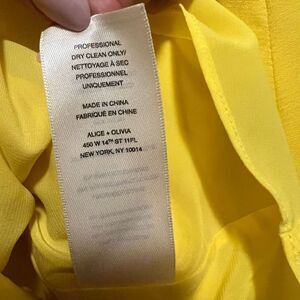 PROFESSIONAL
DRY CLEAN ONLY/
NETTOYAGE À SEC
PROFESSIONNEL
UNIQUEMENT
MADE IN CHINA
FABRIQUÉ EN CHINE
ALICE + OLIVIA
450 W 14TH ST 11FL
NEW YORK, NY 10014